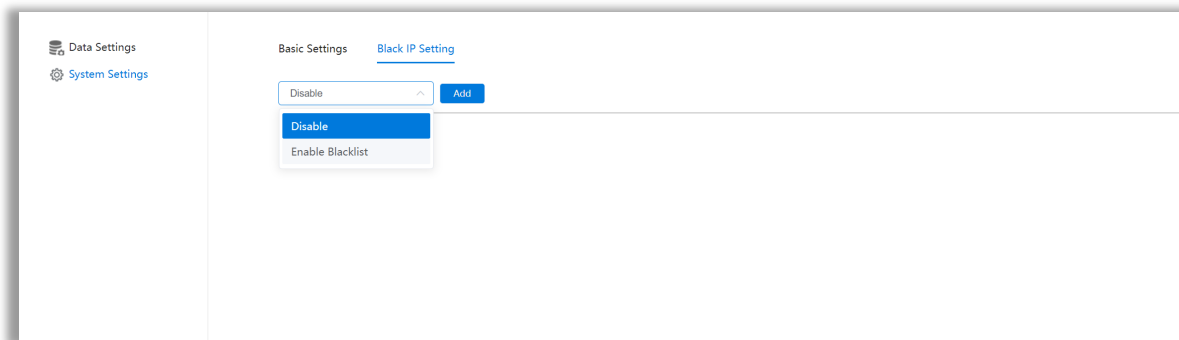 Data Settings
System Settings
Basic Settings
Black IP Setting
Disable
Add
Disable
Enable Blacklist